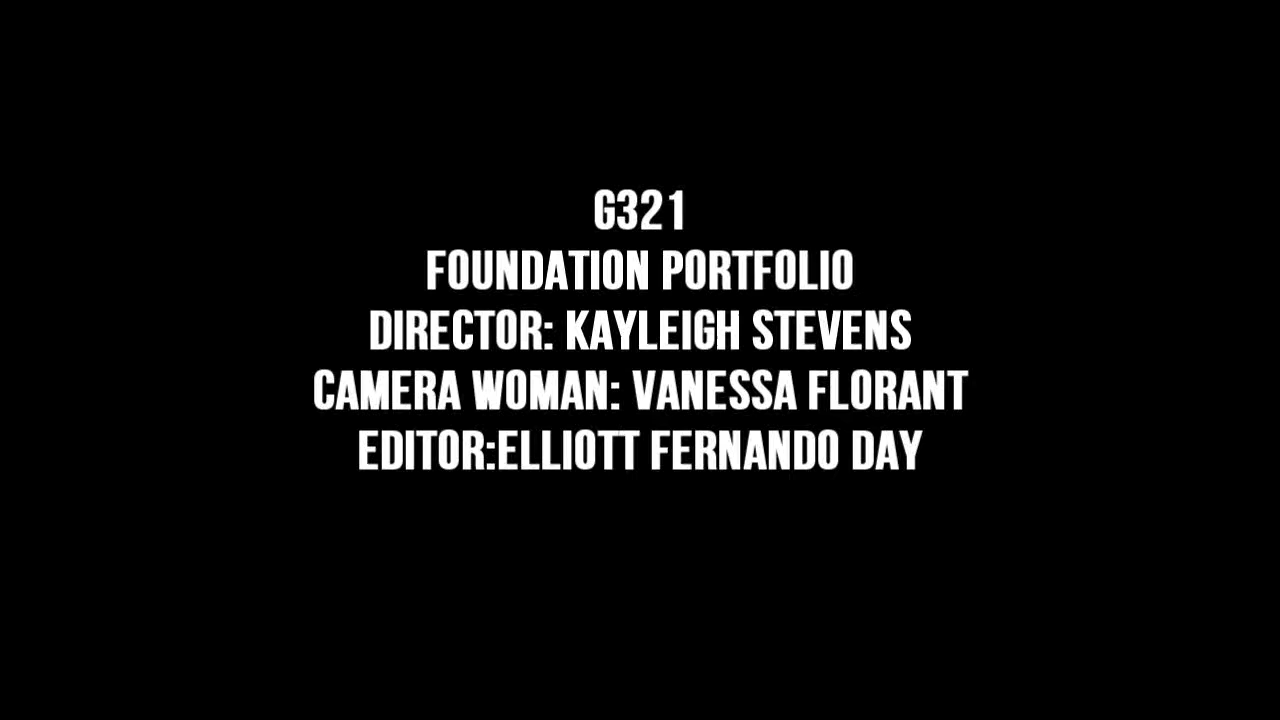 G321
FOUNDATION PORTFOLIO
DIRECTOR: KAYLEIGH STEVENS
CAMERA WOMAN: VANESSA FLORANT
EDITOR:ELLIOTT FERNANDO DAY